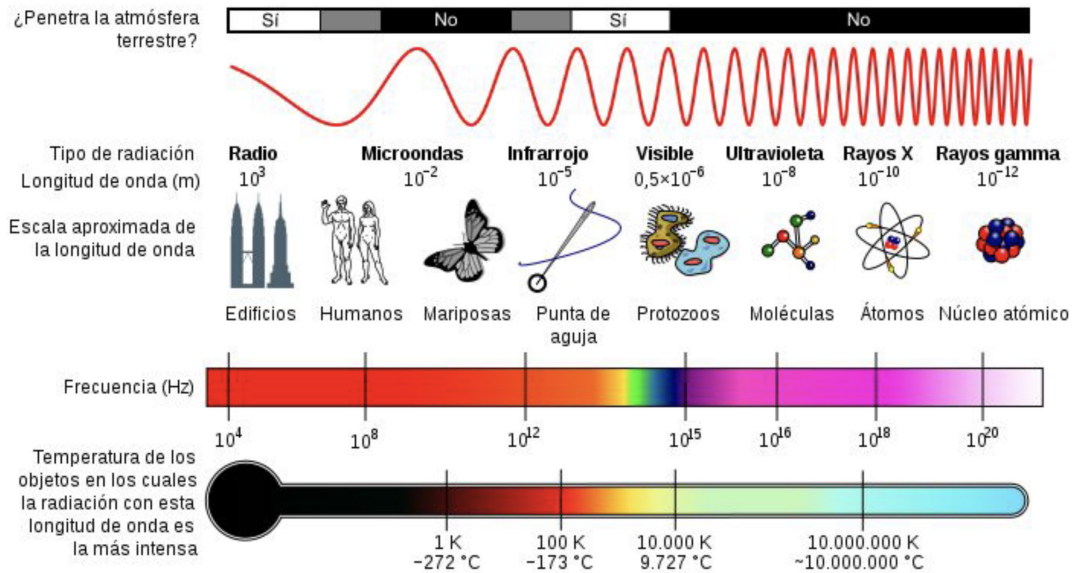 ¿Penetra la atmósfera
terrestre?
Sí No Sí No
Tipo de radiación Radio Microondas Infrarrojo Visible Ultravioleta Rayos X Rayos gamma
Longitud de onda (m) 10³ 10⁻² 10⁻⁵ 0,5×10⁻⁶ 10⁻⁸ 10⁻¹⁰ 10⁻¹²
Escala aproximada de
la longitud de onda
Edificios Humanos Mariposas Punta de aguja Protozoos Moléculas Átomos Núcleo atómico
Frecuencia (Hz)
10⁴ 10⁸ 10¹² 10¹⁵ 10¹⁶ 10¹⁸ 10²⁰
Temperatura de los
objetos en los cuales
la radiación con esta
longitud de onda es
la más intensa
1 K 100 K 10.000 K 10.000.000 K
−272 °C −173 °C 9.727 °C ~10.000.000 °C